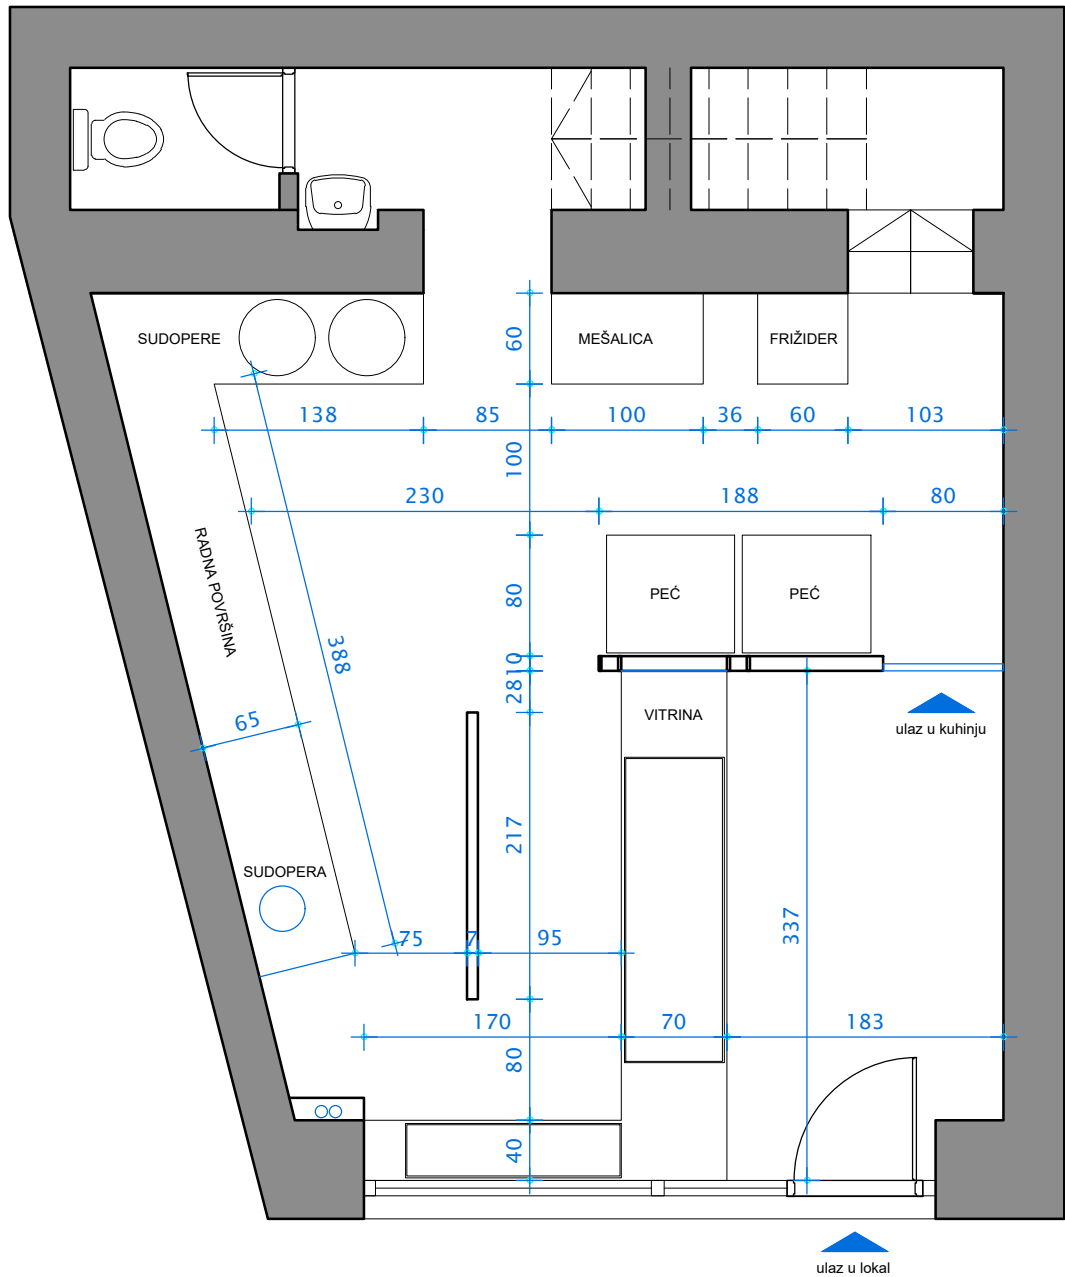 SUDOPERE
MEŠALICA
FRIŽIDER
60
138
85
100
36
60
103
100
230
188
80
RADNA POVRŠINA
PEĆ
PEĆ
80
388
10
28
65
VITRINA
ulaz u kuhinju
217
SUDOPERA
337
75
7
95
170
70
183
80
40
ulaz u lokal